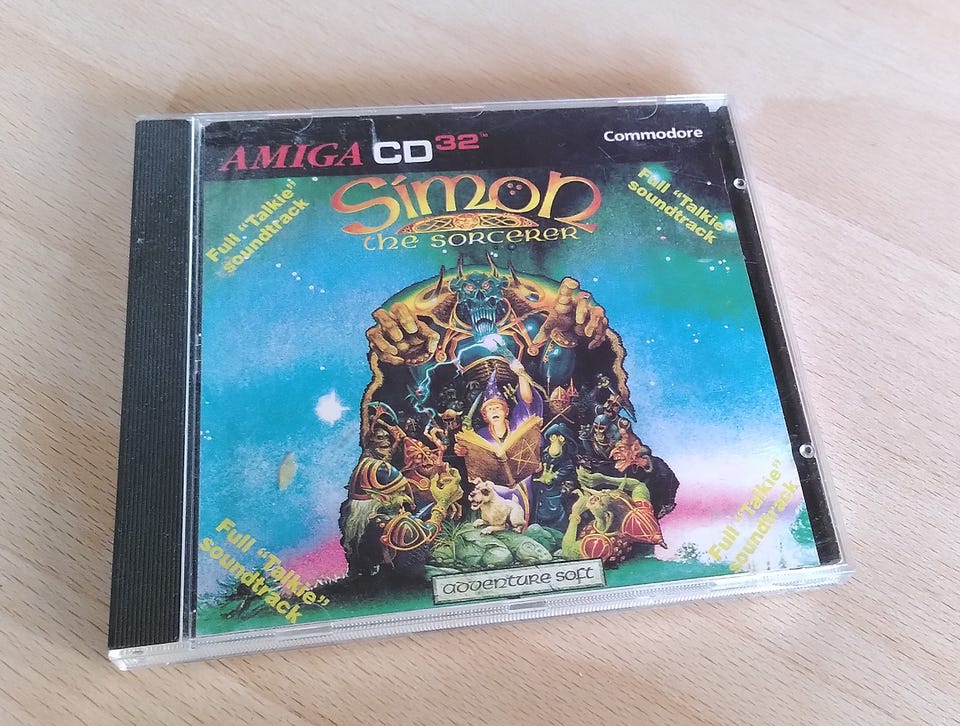 AMIGA CD32™
Commodore
Simon
the SORCERER
Full "Talkie"
soundtrack
Full "Talkie"
soundtrack
Full "Talkie"
soundtrack
Full "Talkie"
soundtrack
adventure soft